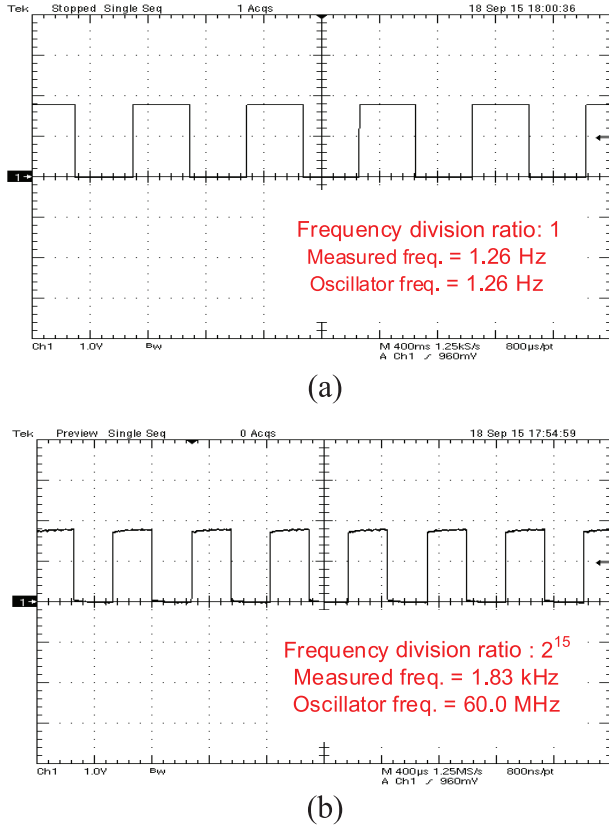 Tek Stopped Single Seq 1 Acqs 18 Sep 15 18:00:36
1→
Frequency division ratio: 1
Measured freq. = 1.26 Hz
Oscillator freq. = 1.26 Hz
Ch1 1.0V Bw M 400ms 1.25kS/s 800µs/pt
A Ch1 ⁄ 960mV
(a)
Tek Preview Single Seq 0 Acqs 18 Sep 15 17:54:59
1→
Frequency division ratio : 2¹⁵
Measured freq. = 1.83 kHz
Oscillator freq. = 60.0 MHz
Ch1 1.0V Bw M 400µs 1.25MS/s 800ns/pt
A Ch1 ⁄ 960mV
(b)